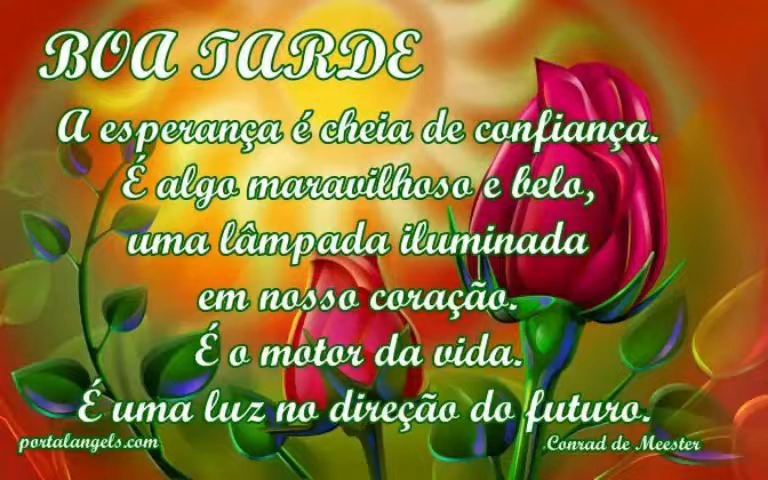 BOA TARDE
A esperança é cheia de confiança.
É algo maravilhoso e belo,
uma lâmpada iluminada
em nosso coração.
É o motor da vida.
É uma luz no direção do futuro.
portalangels.com
.Conrad de Meester